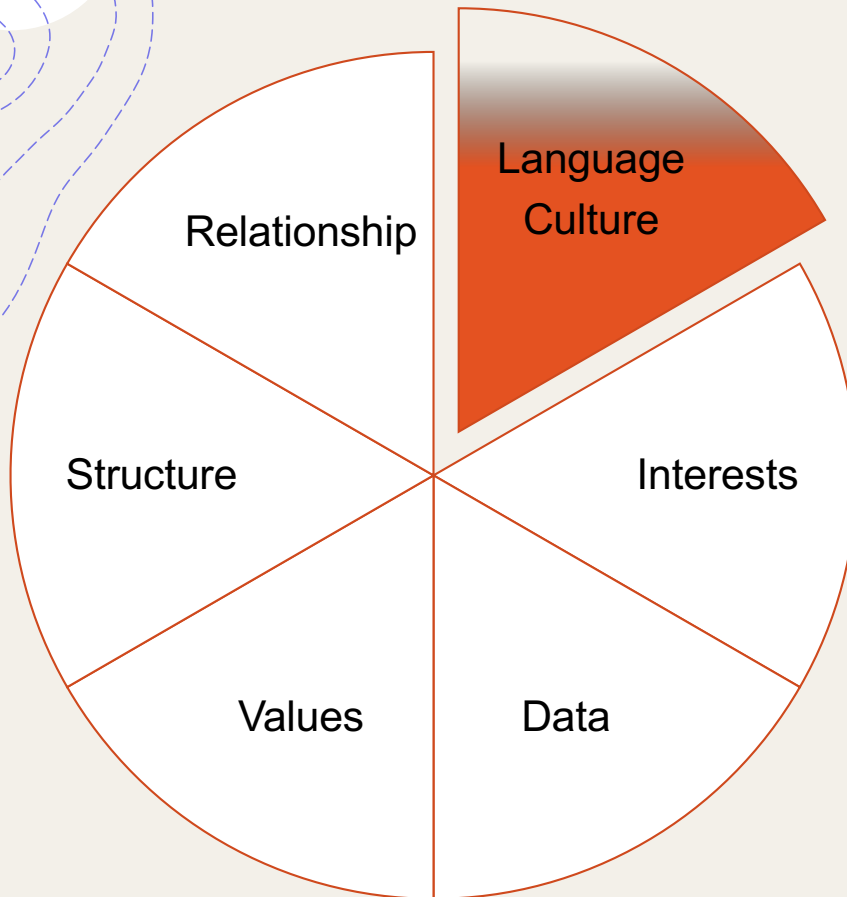 Language
Culture
Relationship
Structure
Interests
Values
Data